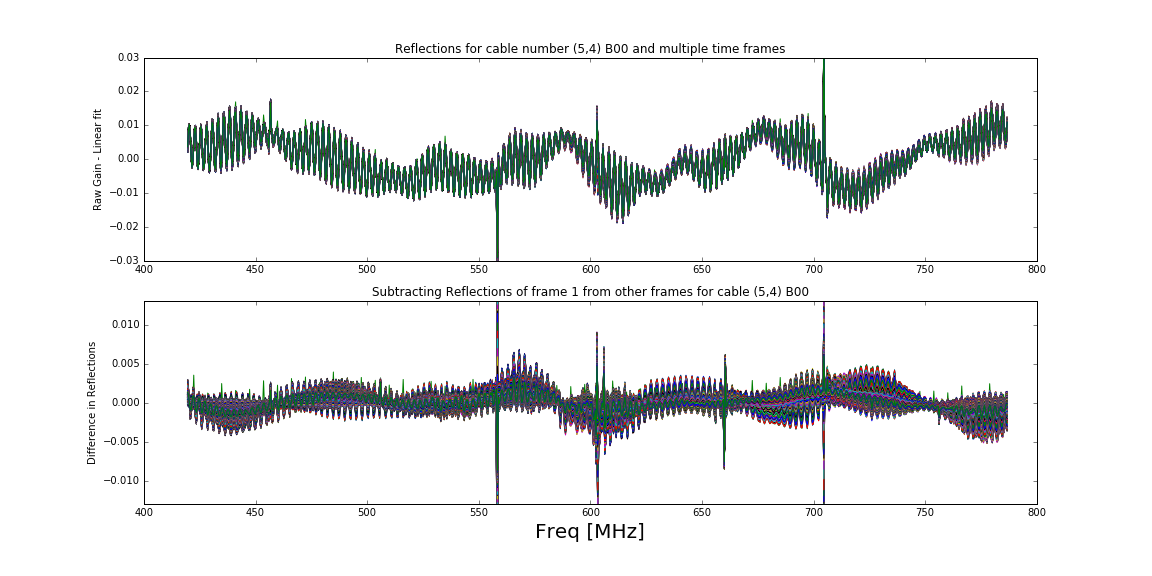 Reflections for cable number (5,4) B00 and multiple time frames
Raw Gain - Linear fit
0.03
0.02
0.01
0.00
−0.01
−0.02
−0.03
400 450 500 550 600 650 700 750 800
Subtracting Reflections of frame 1 from other frames for cable (5,4) B00
Difference in Reflections
0.010
0.005
0.000
−0.005
−0.010
400 450 500 550 600 650 700 750 800
Freq [MHz]